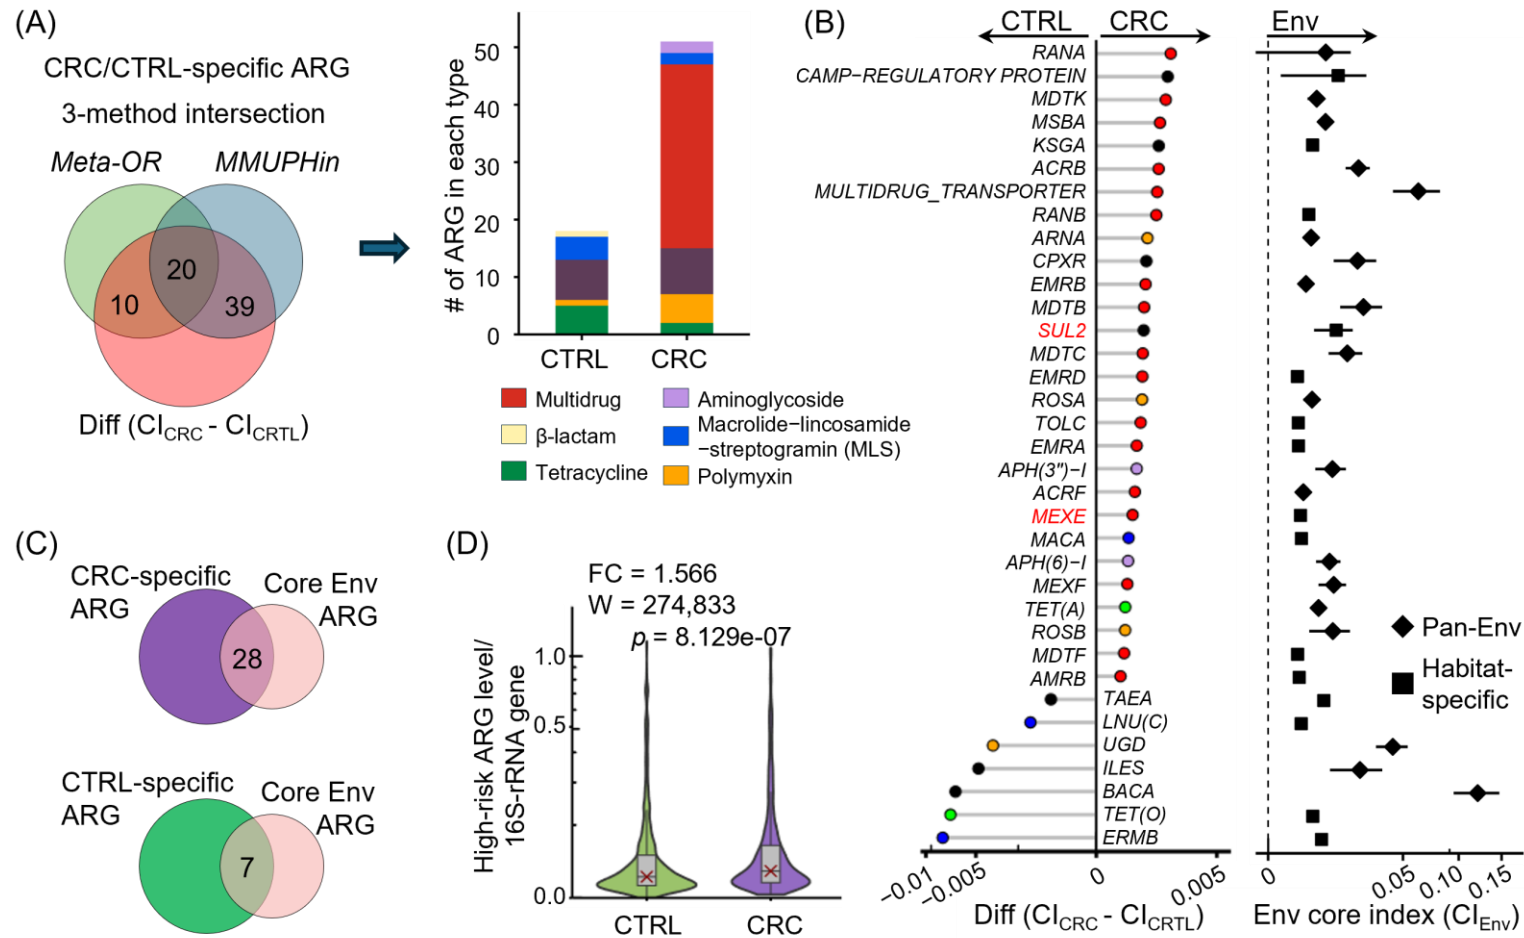 (A)
CRC/CTRL-specific ARG
3-method intersection
Meta-OR
MMUPHin
20
10
39
Diff (CI_CRC - CI_CRTL)
# of ARG in each type
50
40
30
20
10
0
CTRL
CRC
Multidrug
β-lactam
Tetracycline
Aminoglycoside
Macrolide−lincosamide
−streptogramin (MLS)
Polymyxin
(B)
CTRL
CRC
Env
RANA
CAMP−REGULATORY PROTEIN
MDTK
MSBA
KSGA
ACRB
MULTIDRUG_TRANSPORTER
RANB
ARNA
CPXR
EMRB
MDTB
SUL2
MDTC
EMRD
ROSA
TOLC
EMRA
APH(3")−I
ACRF
MEXE
MACA
APH(6)−I
MEXF
TET(A)
ROSB
MDTF
AMRB
TAEA
LNU(C)
UGD
ILES
BACA
TET(O)
ERMB
−0.01
−0.005
0
0.005
Diff (CI_CRC - CI_CRTL)
Pan-Env
Habitat-
specific
0
0.05
0.10
0.15
Env core index (CI_Env)
(C)
CRC-specific
ARG
Core Env
ARG
28
CTRL-specific
ARG
Core Env
ARG
7
(D)
FC = 1.566
W = 274,833
p = 8.129e-07
High-risk ARG level/
16S-rRNA gene
1.0
0.5
0.0
CTRL
CRC